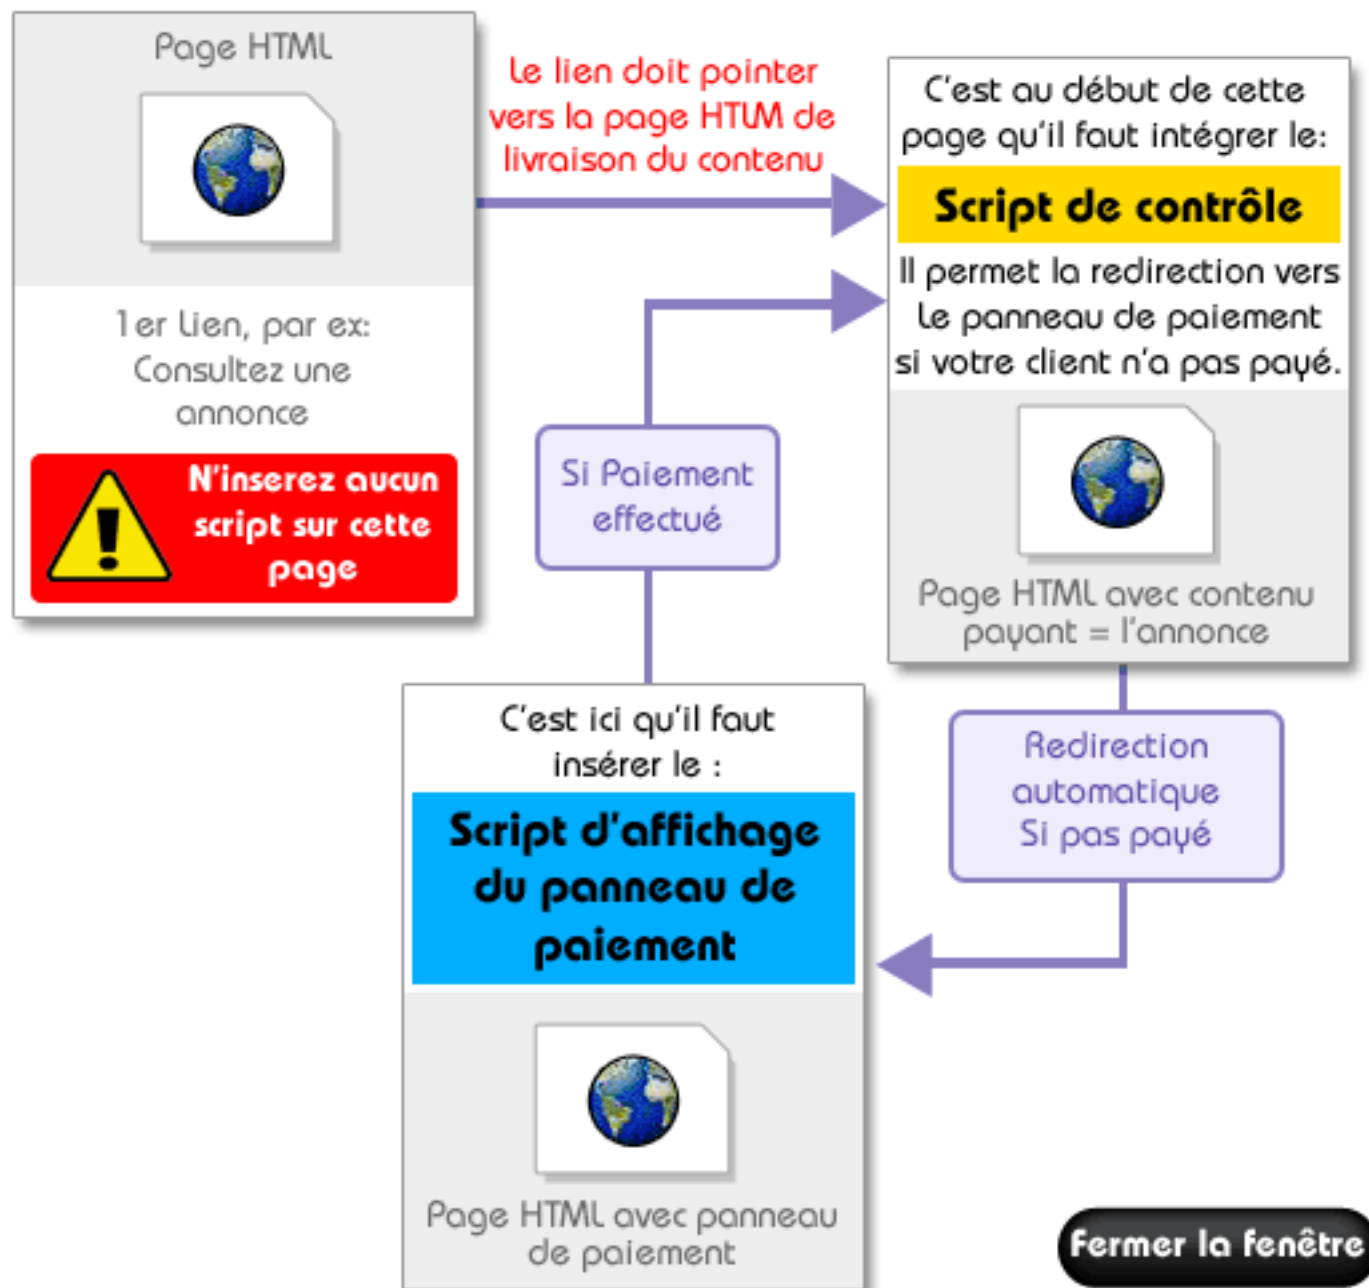 Page HTML
1er Lien, par ex:
Consultez une
annonce
N'inserez aucun
script sur cette
page
Le lien doit pointer
vers la page HTLM de
livraison du contenu
C'est au début de cette
page qu'il faut intégrer le:
Script de contrôle
Il permet la redirection vers
le panneau de paiement
si votre client n'a pas payé.
Page HTML avec contenu
payant = l'annonce
Si Paiement
effectué
Redirection
automatique
Si pas payé
C'est ici qu'il faut
insérer le :
Script d'affichage
du panneau de
paiement
Page HTML avec panneau
de paiement
Fermer la fenêtre